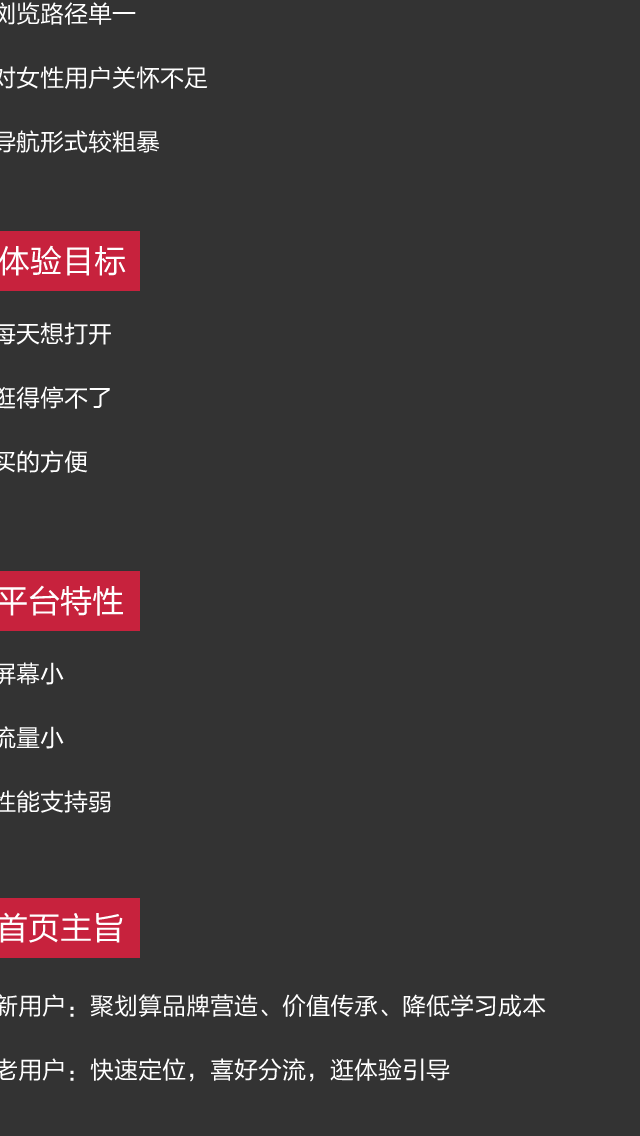 浏览路径单一
对女性用户关怀不足
导航形式较粗暴
体验目标
每天想打开
逛得停不了
买的方便
平台特性
屏幕小
流量小
性能支持弱
首页主旨
新用户：聚划算品牌营造、价值传承、降低学习成本
老用户：快速定位，喜好分流，逛体验引导